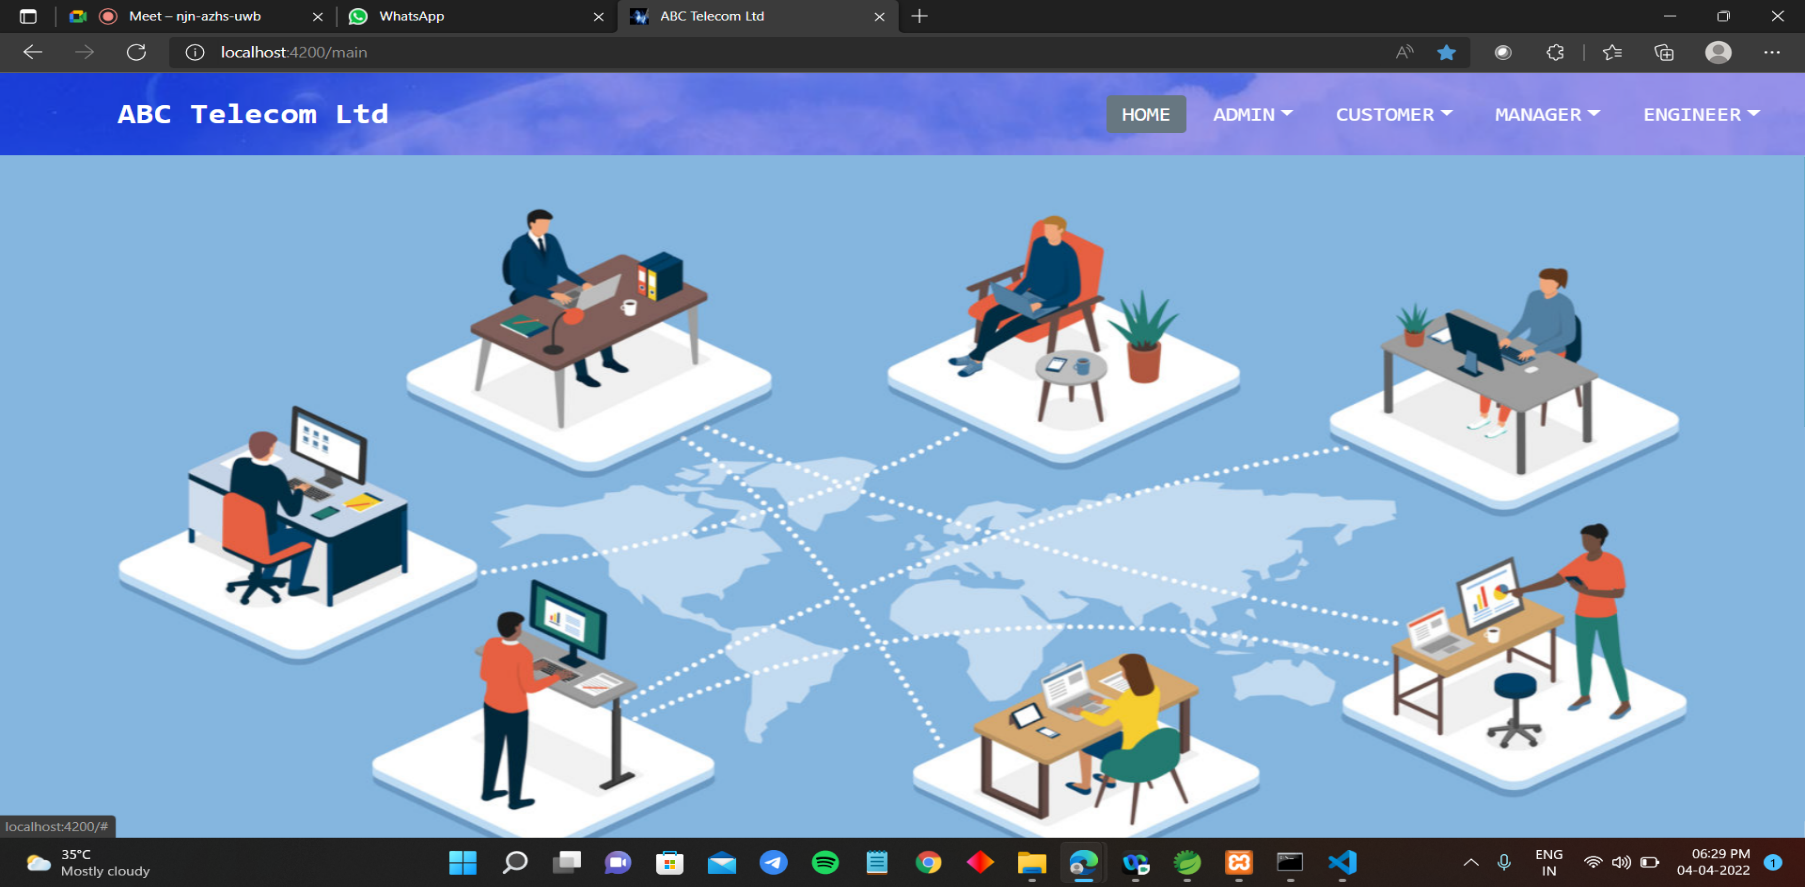 Meet – njn-azhs-uwb
WhatsApp
ABC Telecom Ltd
localhost:4200/main
ABC Telecom Ltd
HOME
ADMIN
CUSTOMER
MANAGER
ENGINEER
localhost:4200/#
35°C
Mostly cloudy
ENG
IN
06:29 PM
04-04-2022
1